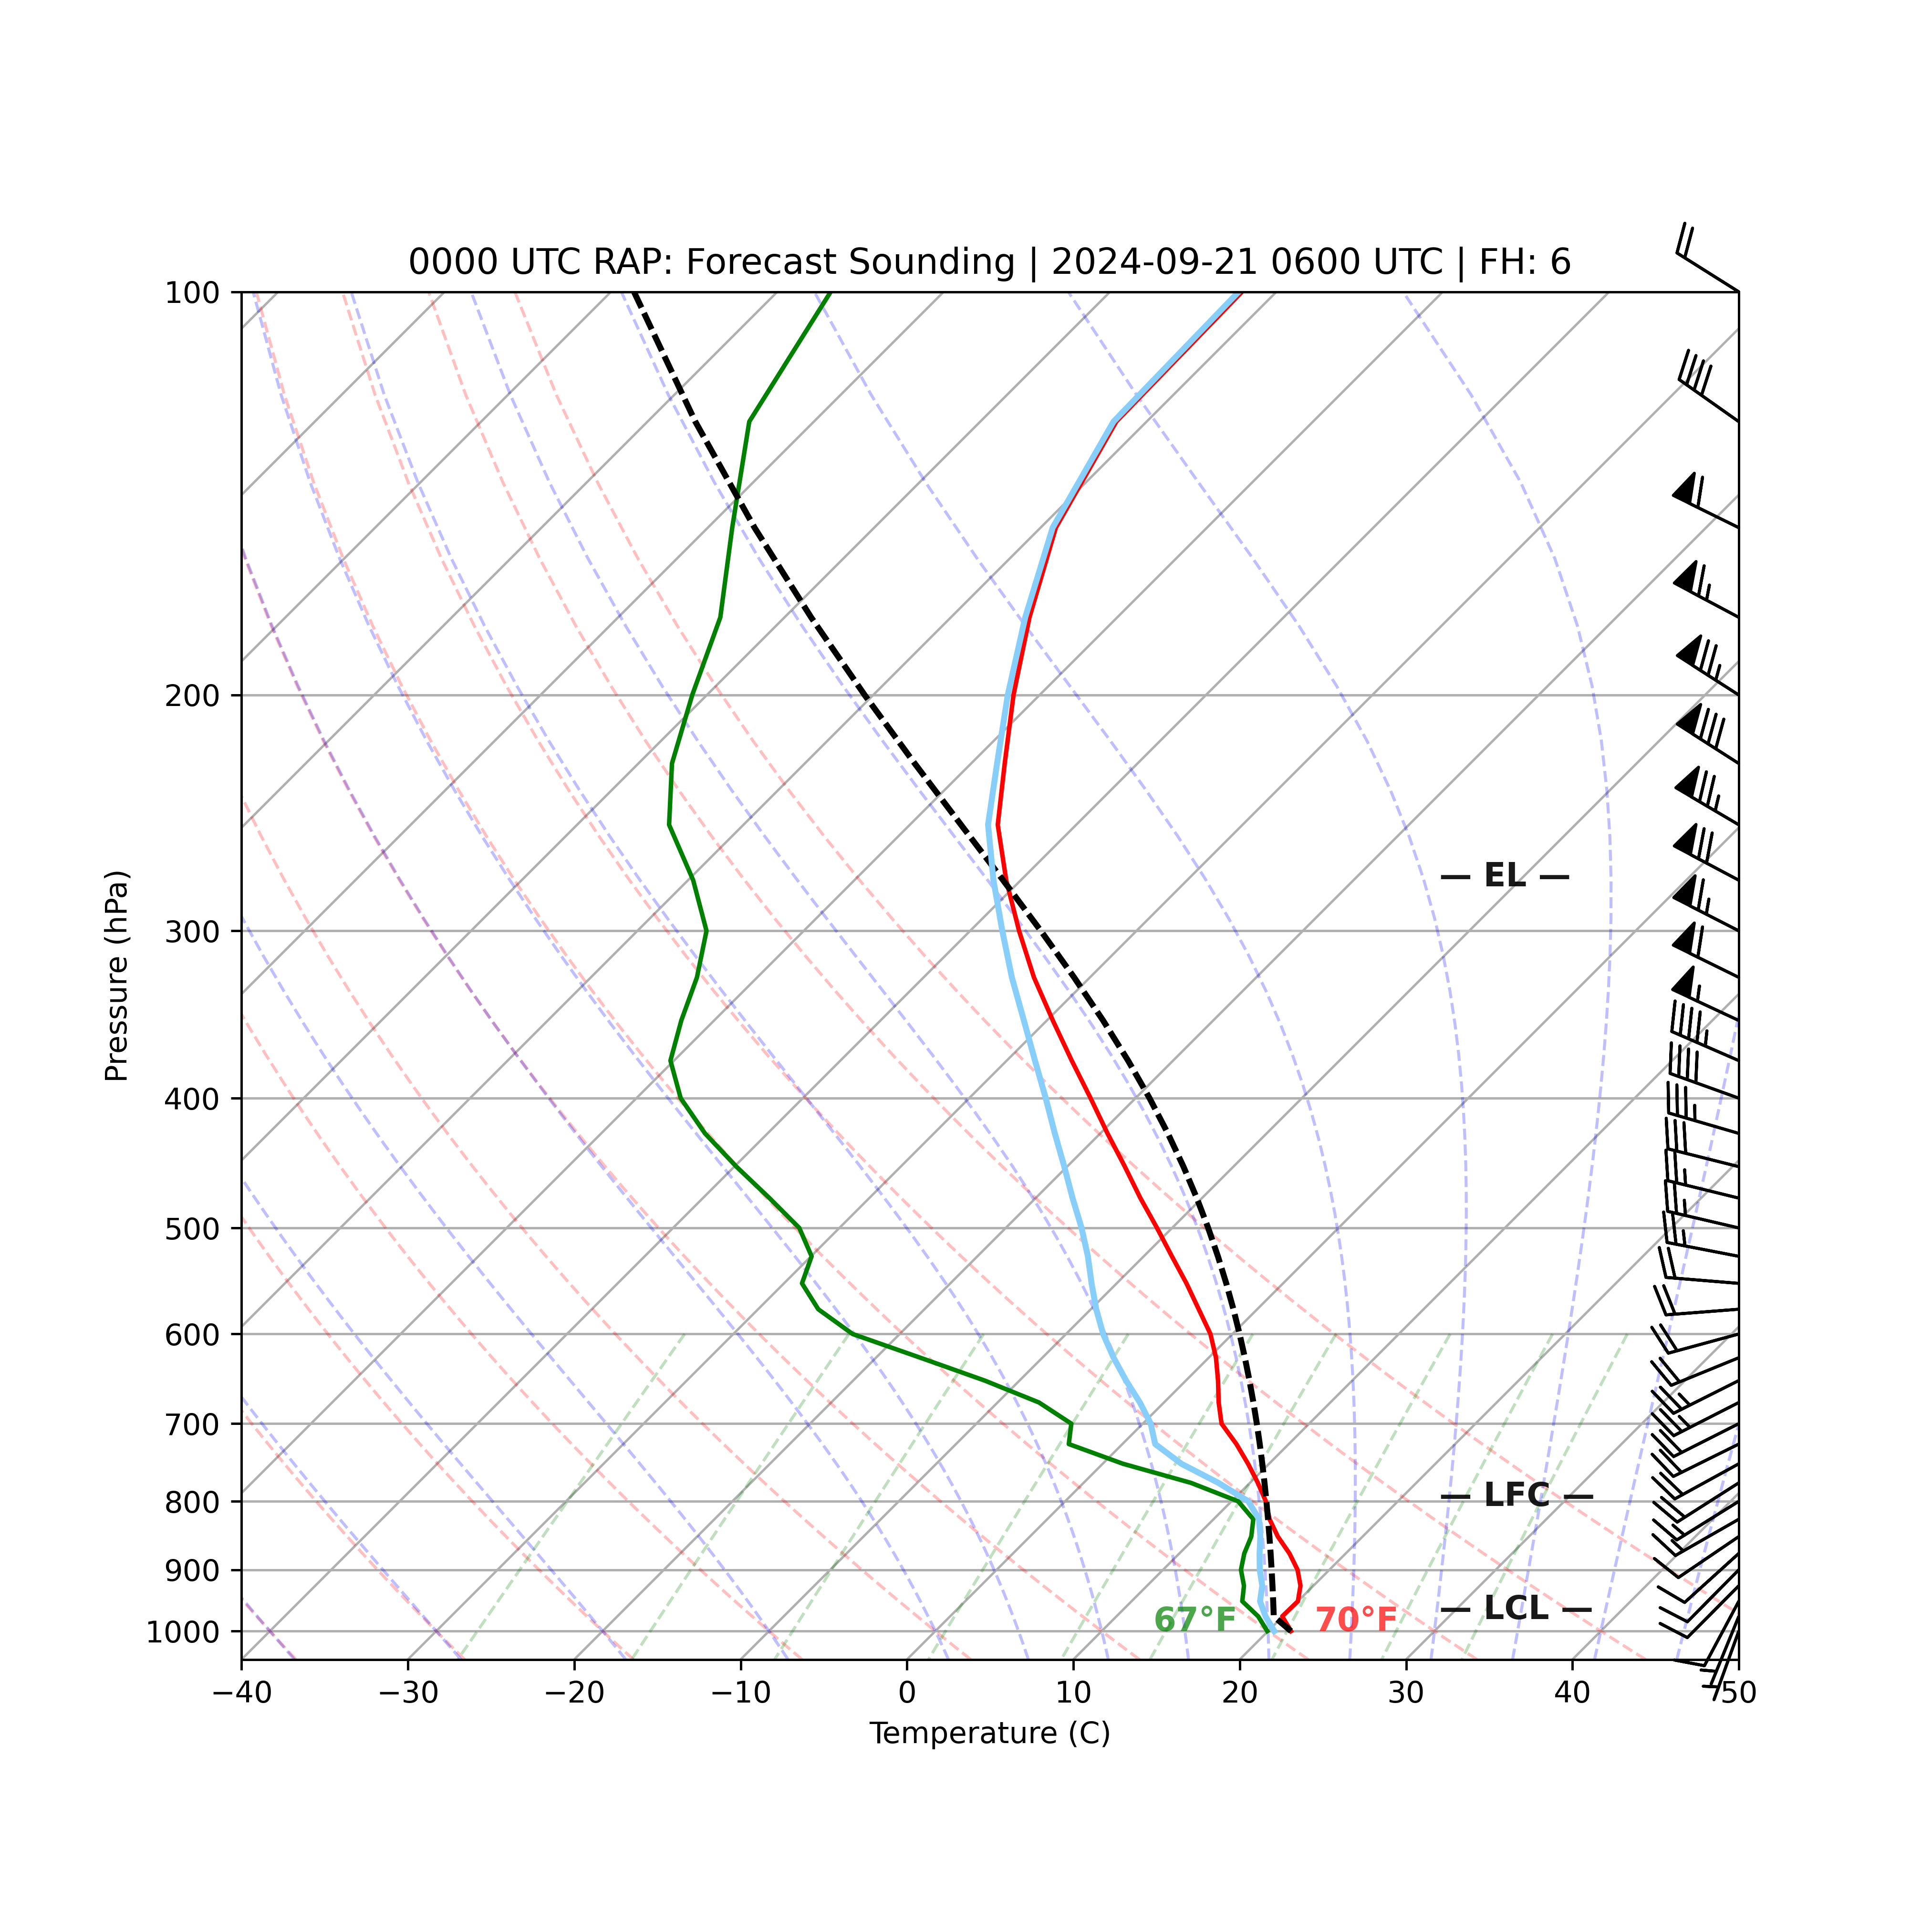 0000 UTC RAP: Forecast Sounding | 2024-09-21 0600 UTC | FH: 6
100
200
300
400
500
600
700
800
900
1000
Pressure (hPa)
— EL —
— LFC —
— LCL —
67°F
70°F
−40
−30
−20
−10
0
10
20
30
40
50
Temperature (C)